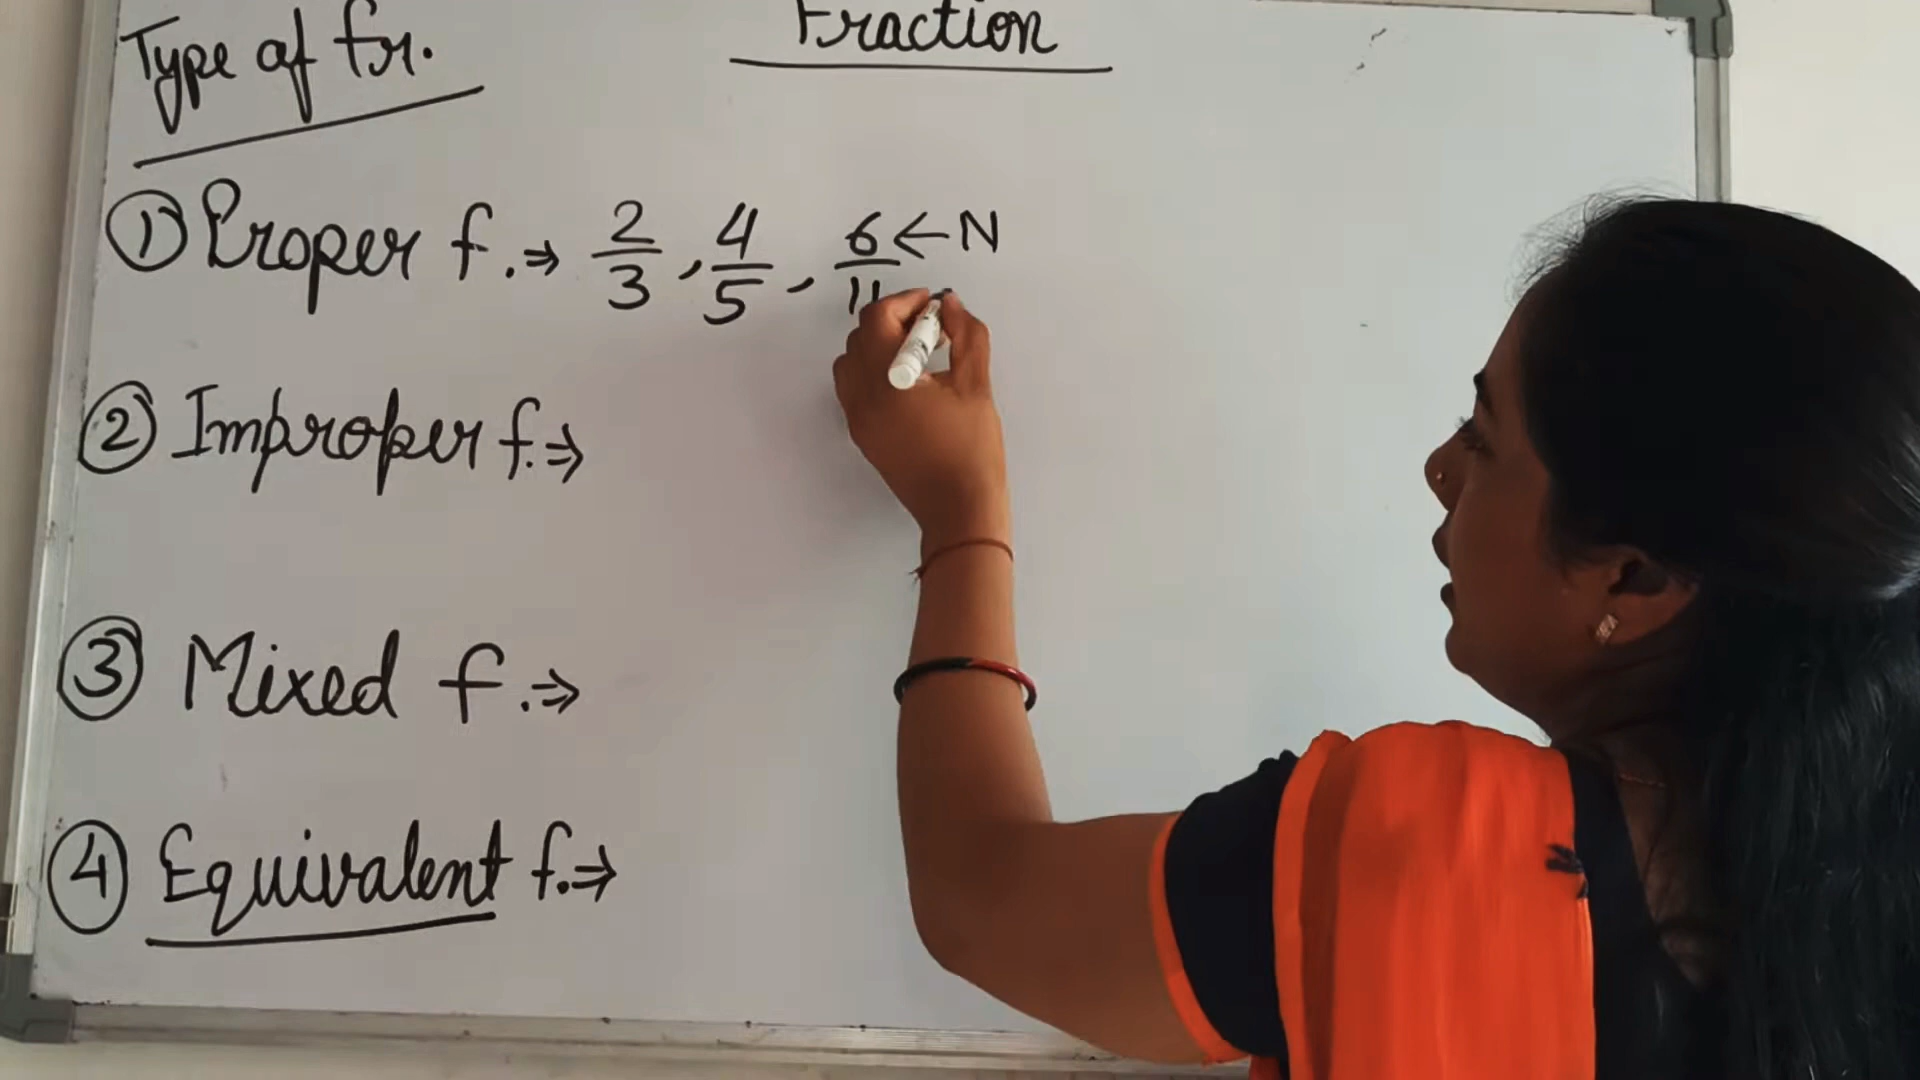 Fraction
Type of fr.
① Proper f. ⇒ 2/3, 4/5, 6/11 ← N
② Improper f. ⇒
③ Mixed f. ⇒
④ Equivalent f. ⇒